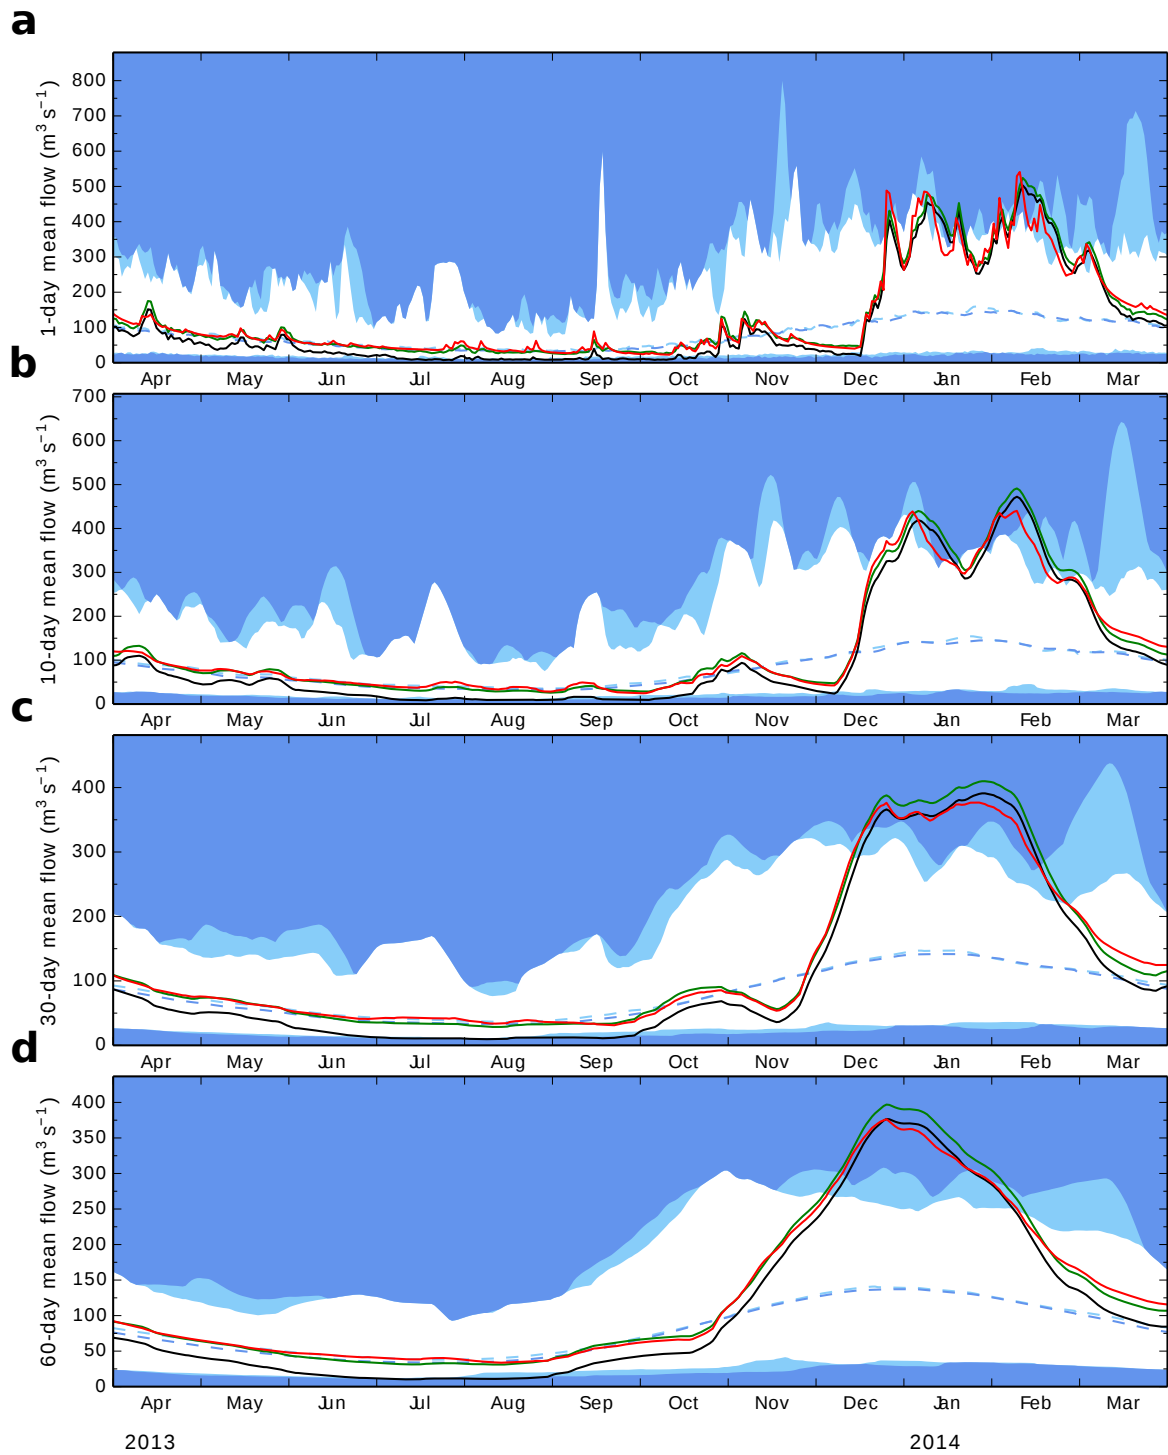 a
1-day mean flow (m³ s⁻¹)
800
700
600
500
400
300
200
100
0
Apr May Jun Jul Aug Sep Oct Nov Dec Jan Feb Mar
b
10-day mean flow (m³ s⁻¹)
700
600
500
400
300
200
100
0
Apr May Jun Jul Aug Sep Oct Nov Dec Jan Feb Mar
c
30-day mean flow (m³ s⁻¹)
400
300
200
100
0
Apr May Jun Jul Aug Sep Oct Nov Dec Jan Feb Mar
d
60-day mean flow (m³ s⁻¹)
400
350
300
250
200
150
100
50
0
Apr May Jun Jul Aug Sep Oct Nov Dec Jan Feb Mar
2013 2014